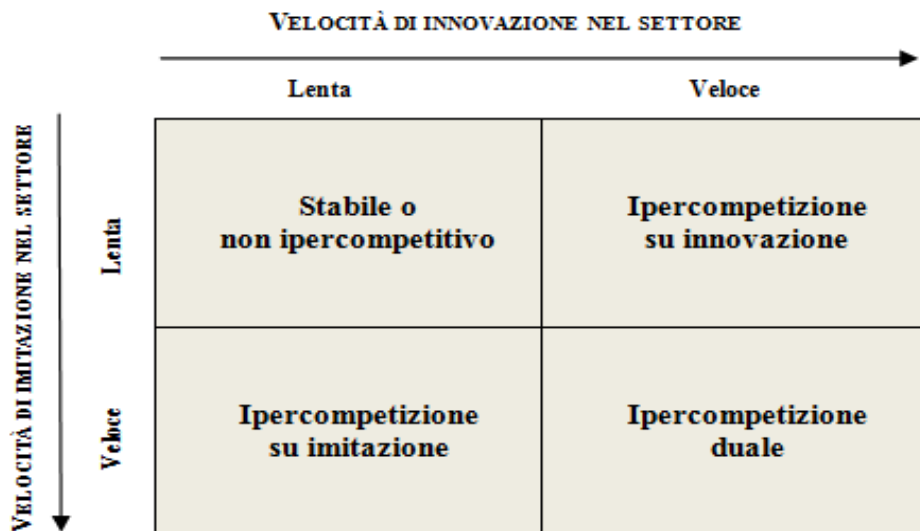 VELOCITÀ DI INNOVAZIONE NEL SETTORE
Lenta
Veloce
VELOCITÀ DI IMITAZIONE NEL SETTORE
Lenta
Stabile o
non ipercompetitivo
Ipercompetizione
su innovazione
Veloce
Ipercompetizione
su imitazione
Ipercompetizione
duale